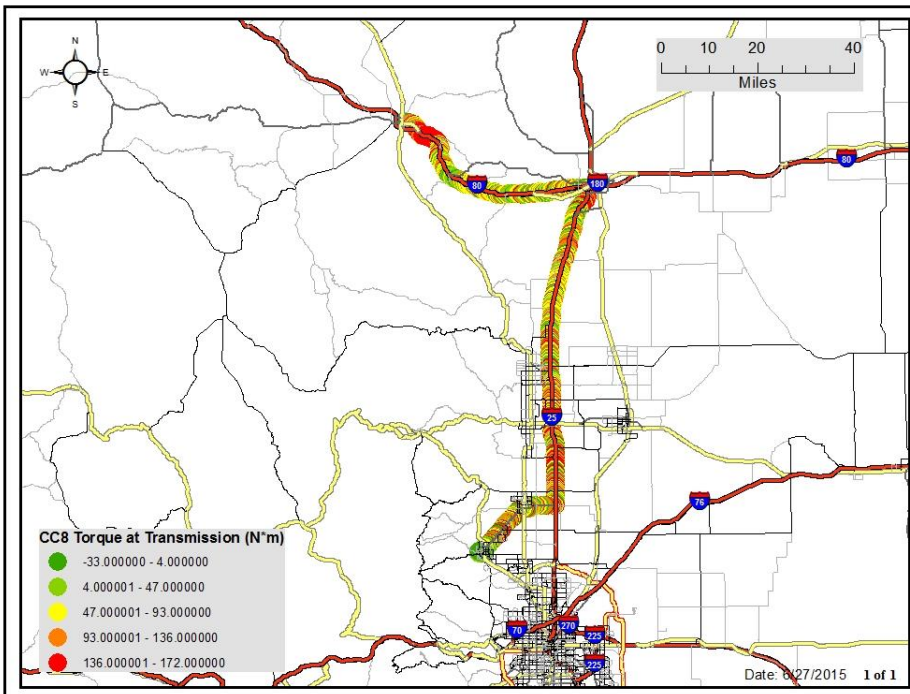 N
W E
S
0 10 20 40
Miles
80
80
180
25
76
CC8 Torque at Transmission (N*m)
-33.000000 - 4.000000
4.000001 - 47.000000
47.000001 - 93.000000
93.000001 - 136.000000
136.000001 - 172.000000
70
270
225
225
Date: 6/27/2015 1 of 1